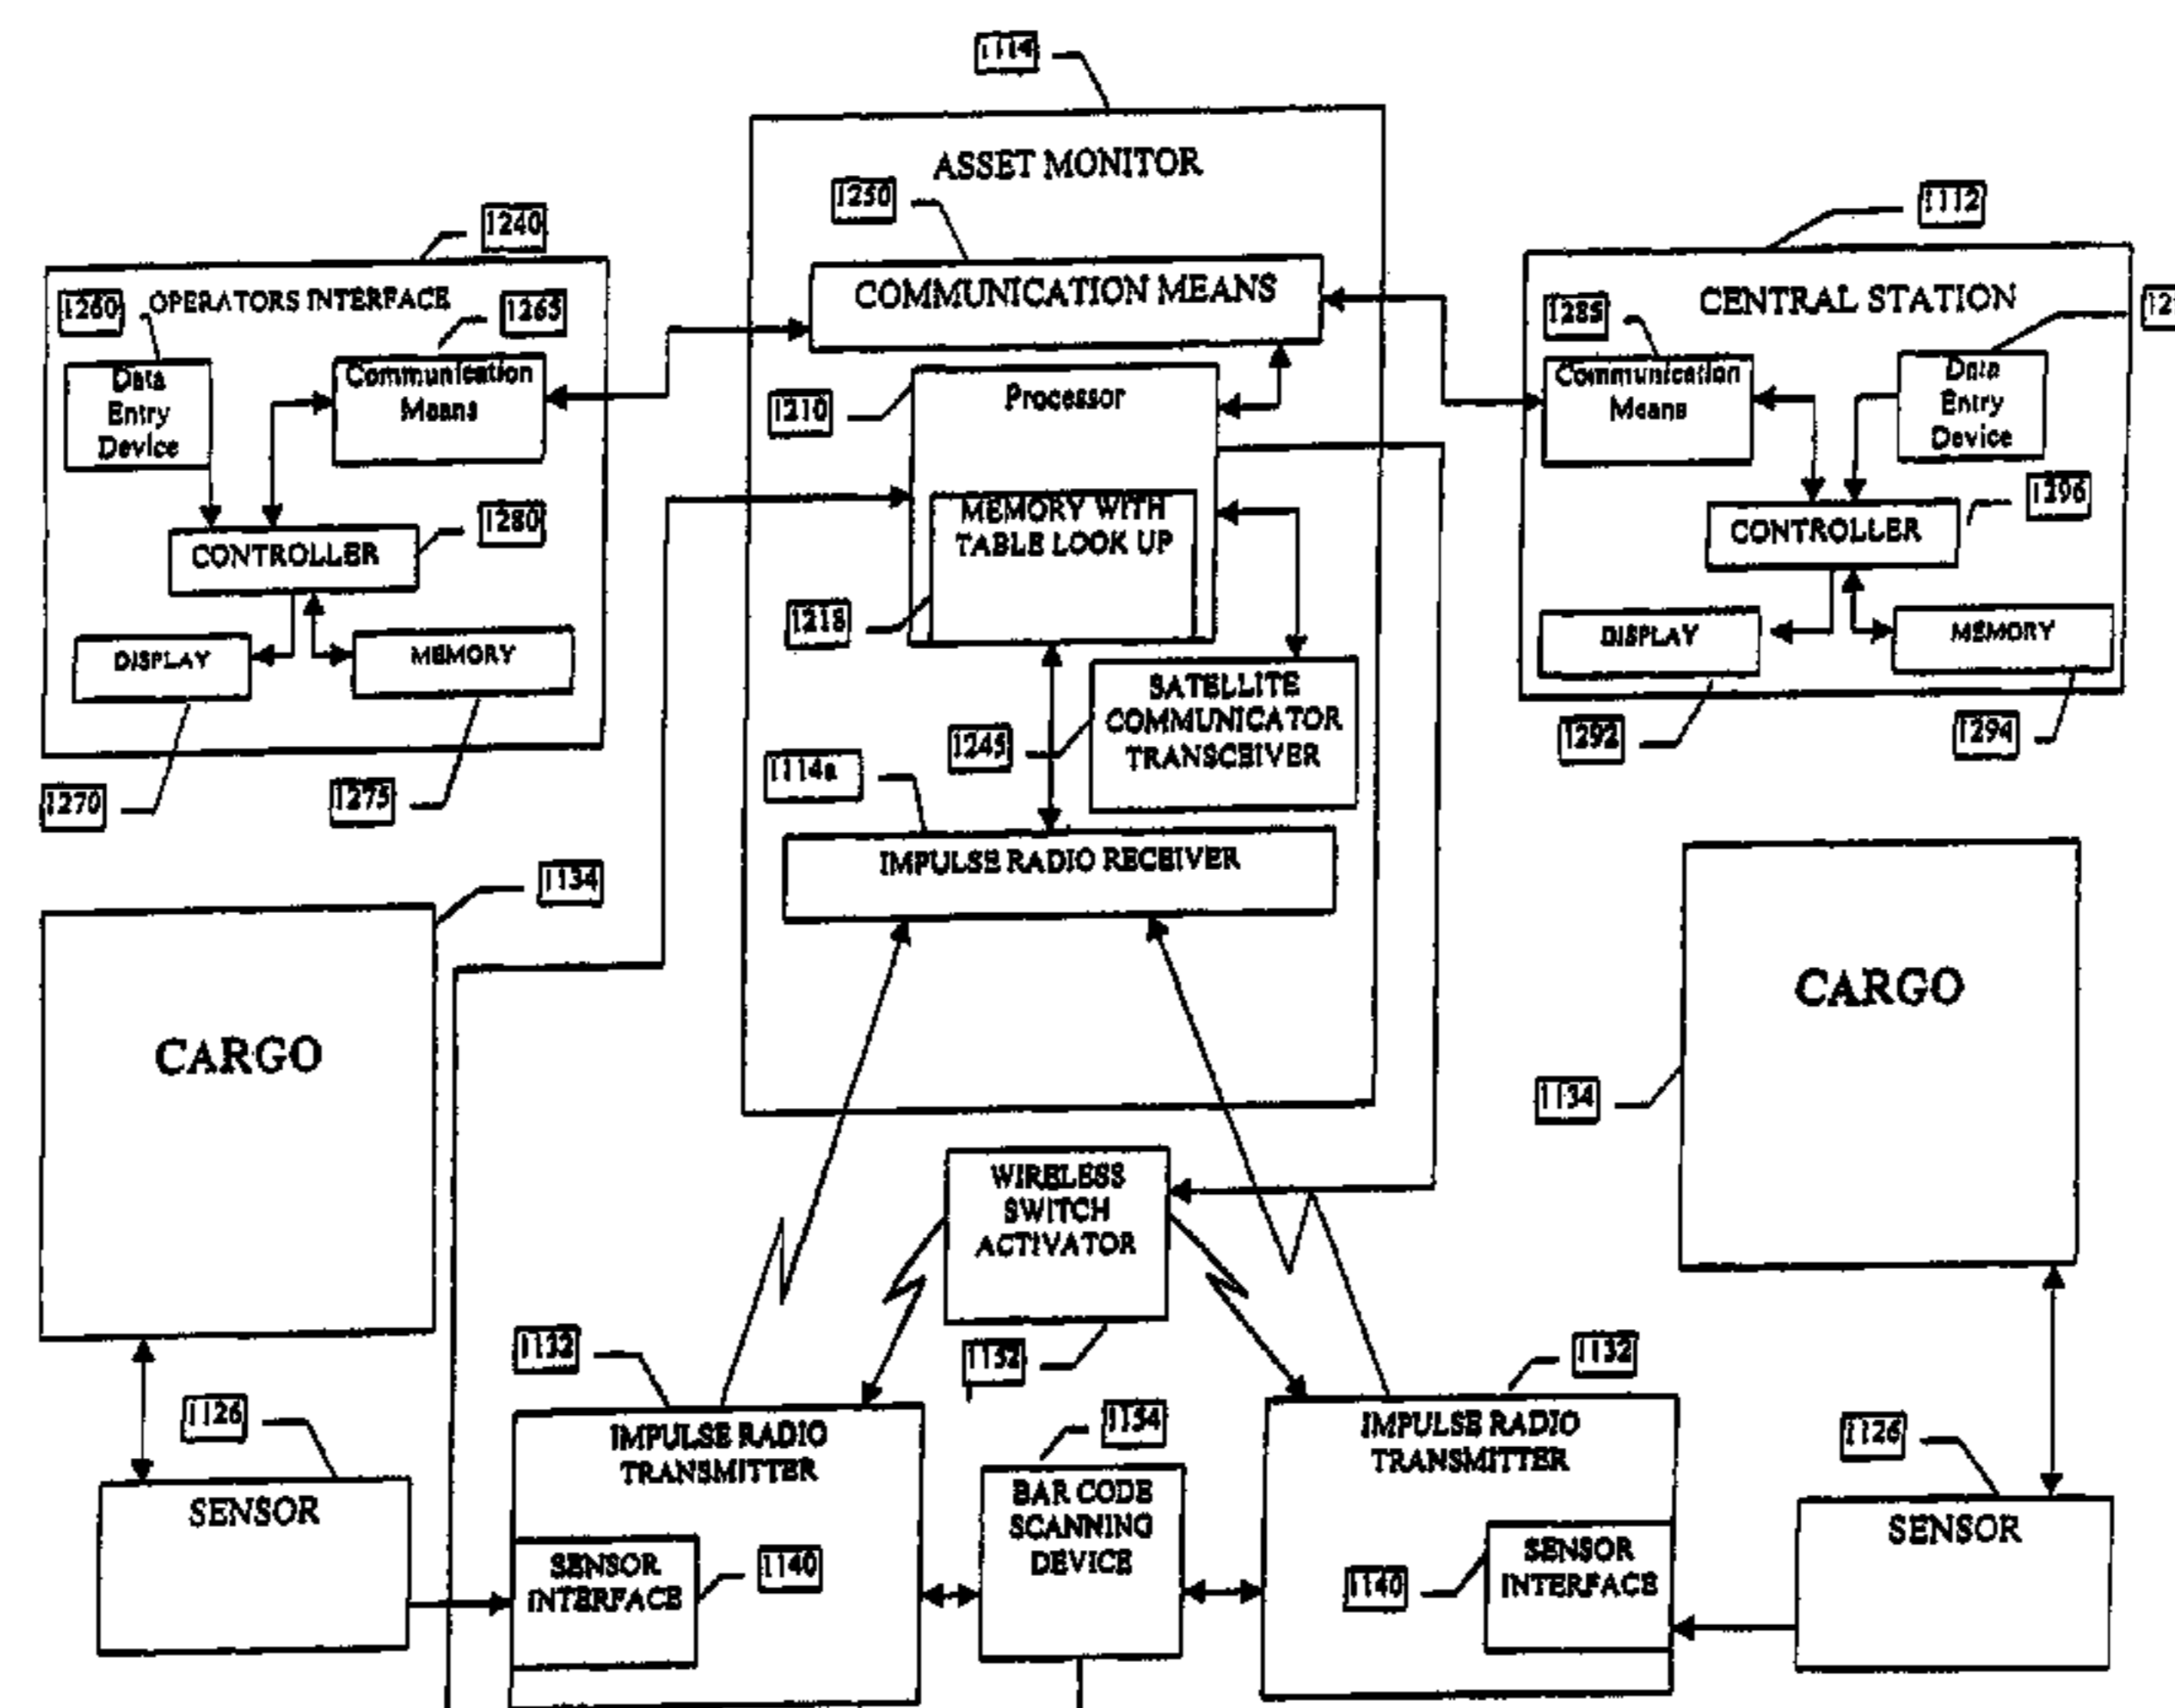 1114
ASSET MONITOR
1250
COMMUNICATION MEANS
1210
Processor
MEMORY WITH
TABLE LOOK UP
1218
SATELLITE
COMMUNICATOR
TRANSCEIVER
1245
1114a
IMPULSE RADIO RECEIVER
1240
OPERATORS INTERFACE
1260
1265
Data
Entry
Device
Communication
Means
CONTROLLER
1280
DISPLAY
MEMORY
1270
1275
1112
CENTRAL STATION
1285
Communication
Means
Data
Entry
Device
1296
CONTROLLER
DISPLAY
MEMORY
1292
1294
1134
CARGO
CARGO
1134
WIRELESS
SWITCH
ACTIVATOR
1152
1132
IMPULSE RADIO
TRANSMITTER
SENSOR
INTERFACE
1140
1126
SENSOR
1154
BAR CODE
SCANNING
DEVICE
1132
IMPULSE RADIO
TRANSMITTER
SENSOR
INTERFACE
1140
1126
SENSOR